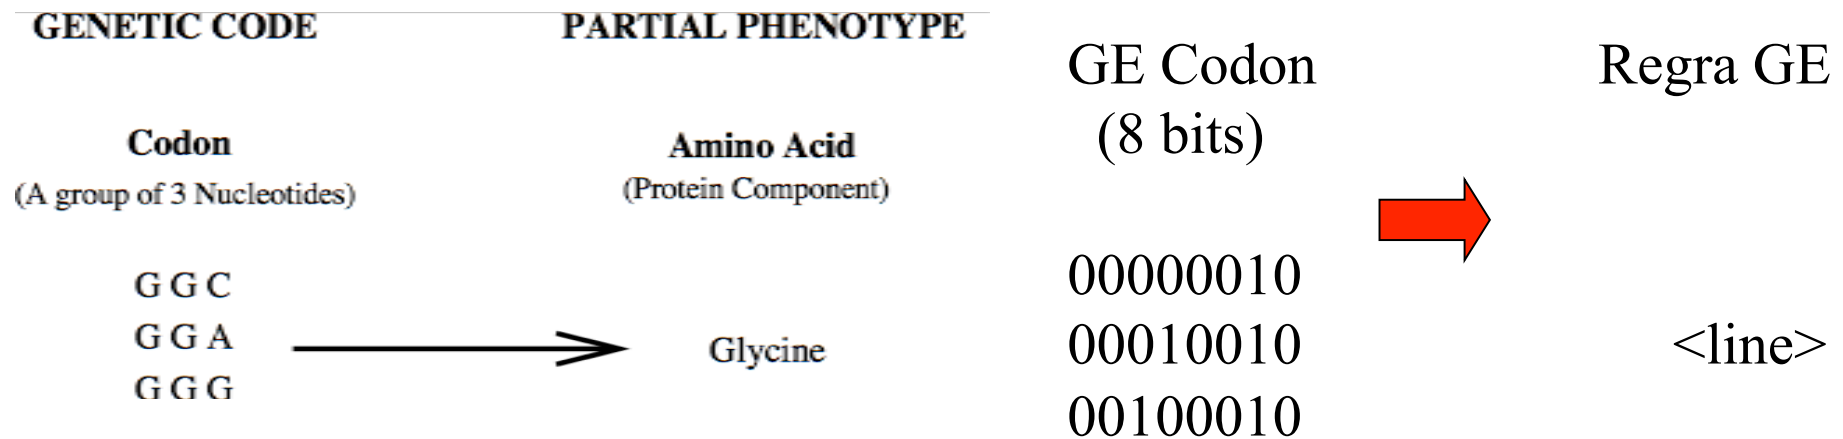 GENETIC CODE
PARTIAL PHENOTYPE
Codon
(A group of 3 Nucleotides)
Amino Acid
(Protein Component)
G G C
G G A
G G G
Glycine
GE Codon
(8 bits)
00000010
00010010
00100010
Regra GE
<line>